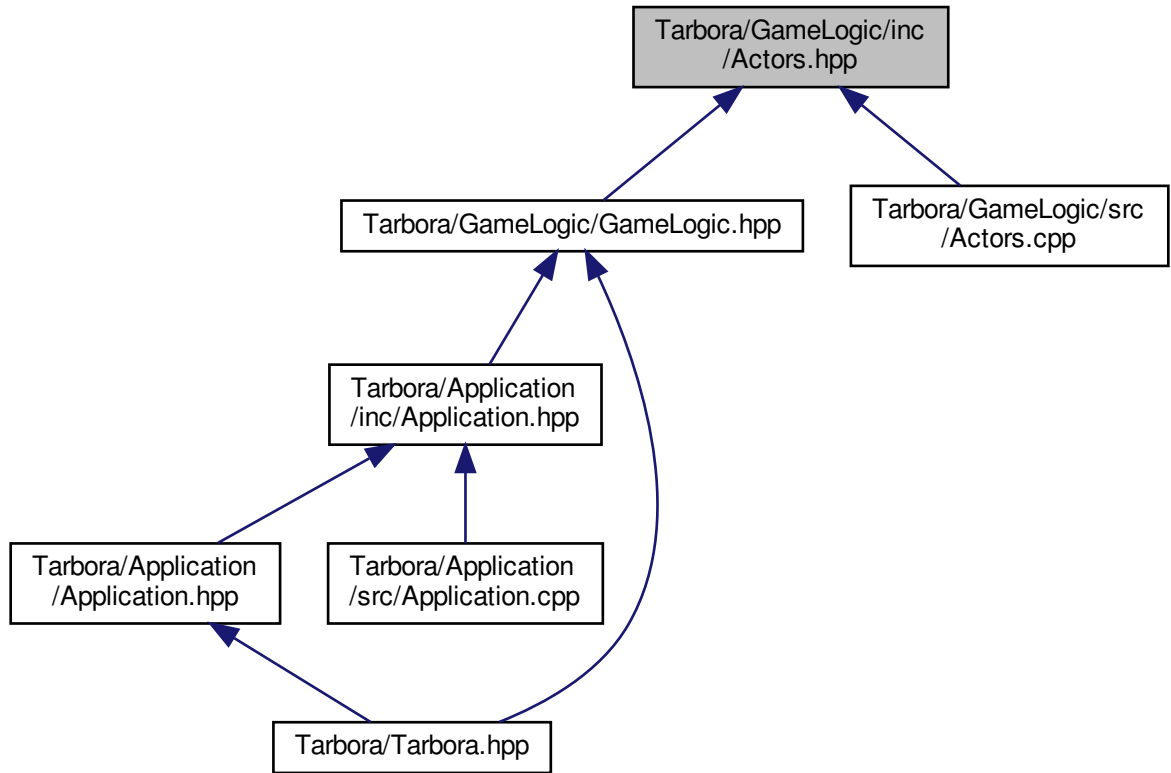 Tarbora/GameLogic/inc
/Actors.hpp
Tarbora/GameLogic/GameLogic.hpp
Tarbora/GameLogic/src
/Actors.cpp
Tarbora/Application
/inc/Application.hpp
Tarbora/Application
/Application.hpp
Tarbora/Application
/src/Application.cpp
Tarbora/Tarbora.hpp